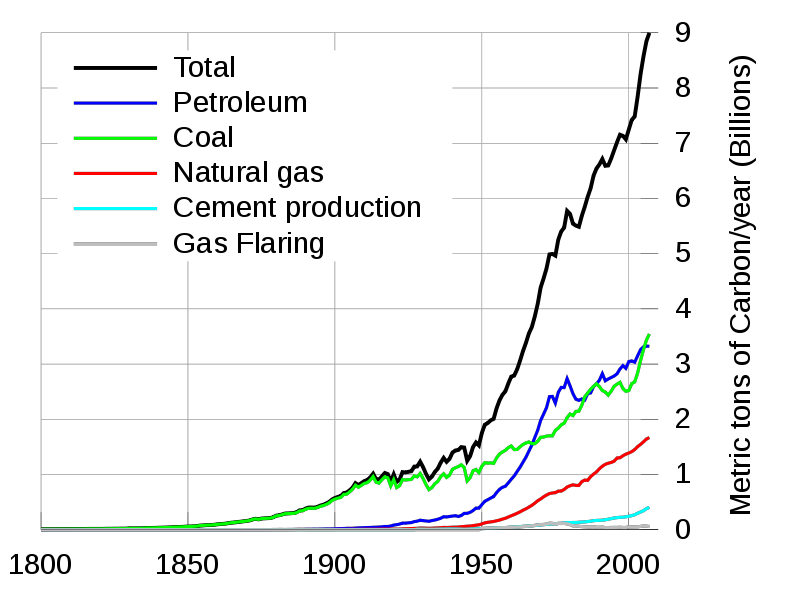 Total
Petroleum
Coal
Natural gas
Cement production
Gas Flaring
9
8
7
6
5
4
3
2
1
0
Metric tons of Carbon/year (Billions)
1800 1850 1900 1950 2000